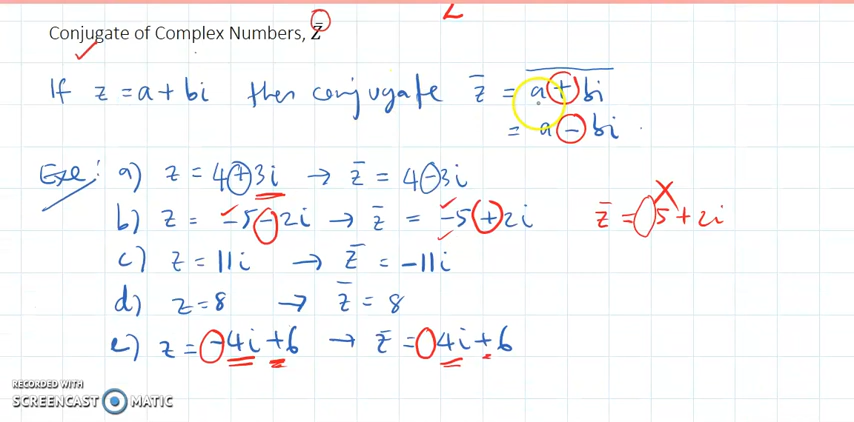 Conjugate of Complex Numbers, z̄
If z = a + bi then conjugate z̄ = \overline{a + bi}
= a - bi
Exe: a) z = 4 + 3i → z̄ = 4 - 3i
b) z = -5 - 2i → z̄ = -5 + 2i z̄ = 5 + 2i
c) z = 11i → z̄ = -11i
d) z = 8 → z̄ = 8
e) z = -4i + 6 → z̄ = 4i + 6
RECORDED WITH
SCREENCAST O MATIC